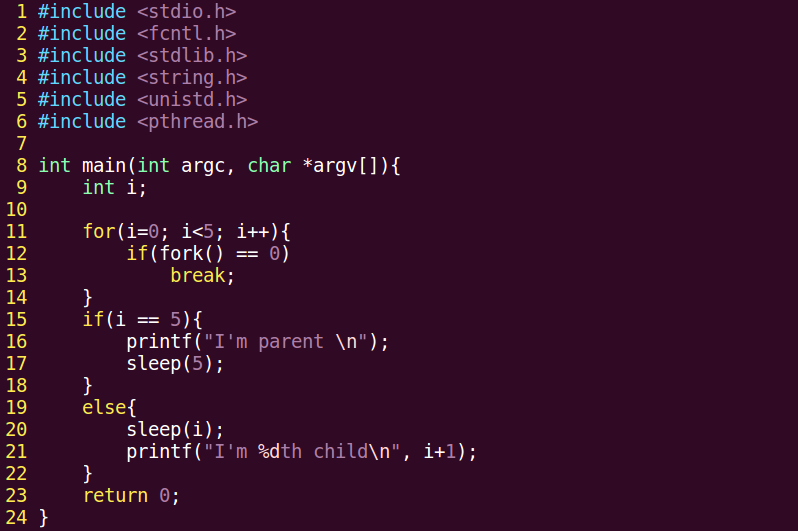 1 #include <stdio.h>
2 #include <fcntl.h>
3 #include <stdlib.h>
4 #include <string.h>
5 #include <unistd.h>
6 #include <pthread.h>
7
8 int main(int argc, char *argv[]){
9     int i;
10
11     for(i=0; i<5; i++){
12         if(fork() == 0)
13             break;
14     }
15     if(i == 5){
16         printf("I'm parent \n");
17         sleep(5);
18     }
19     else{
20         sleep(i);
21         printf("I'm %dth child\n", i+1);
22     }
23     return 0;
24 }